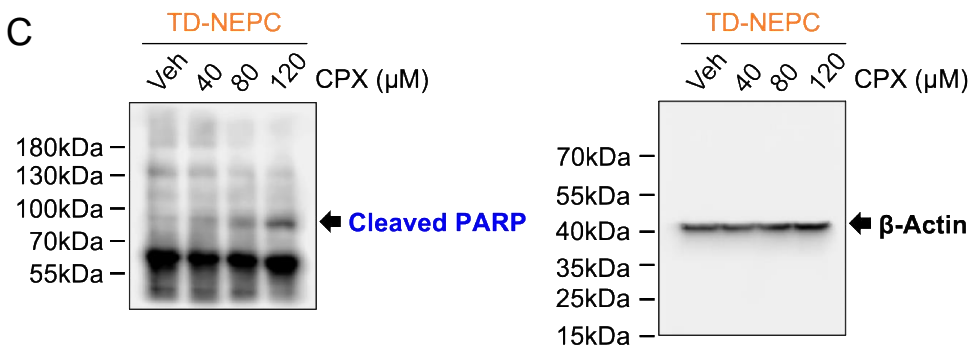 C
TD-NEPC
Veh 40 80 120 CPX (µM)
180kDa
130kDa
100kDa
70kDa
55kDa
Cleaved PARP
TD-NEPC
Veh 40 80 120 CPX (µM)
70kDa
55kDa
40kDa
35kDa
25kDa
15kDa
β-Actin